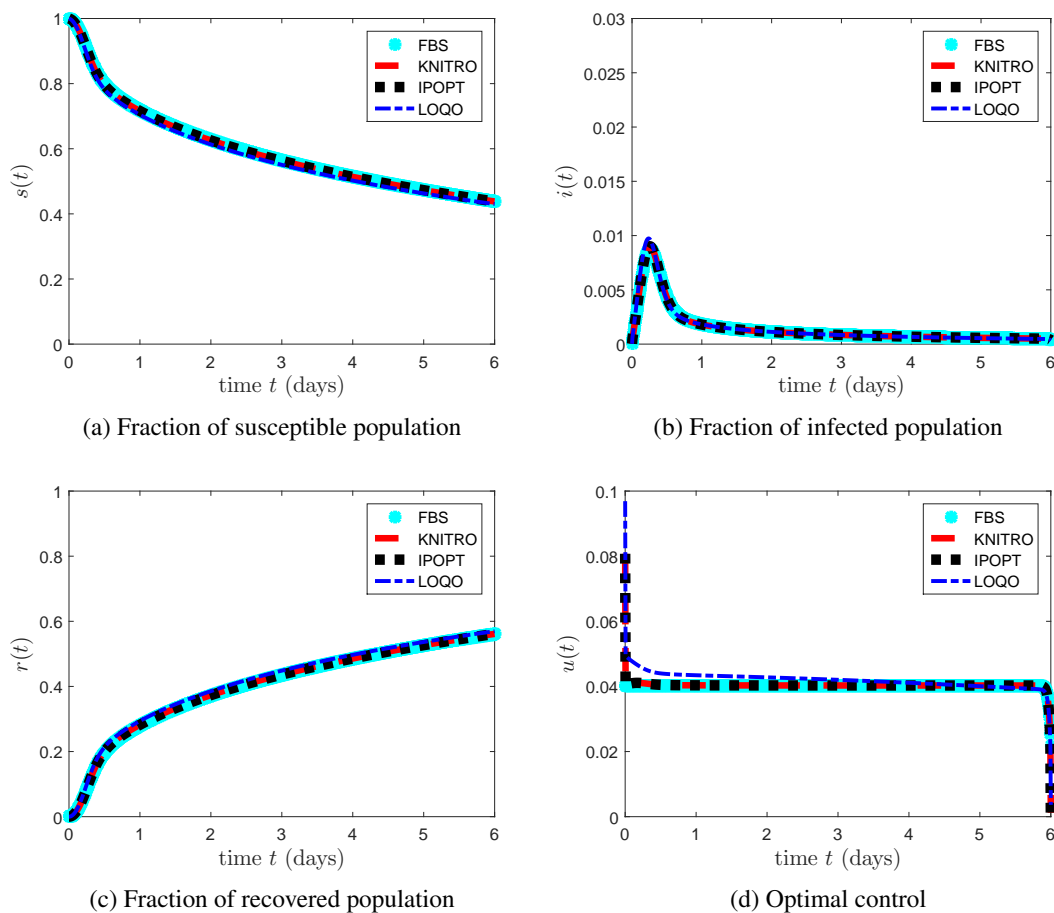 1
0.8
0.6
0.4
0.2
0
s(t)
0 1 2 3 4 5 6
time t (days)
FBS
KNITRO
IPOPT
LOQO
(a) Fraction of susceptible population
0.03
0.025
0.02
0.015
0.01
0.005
0
i(t)
0 1 2 3 4 5 6
time t (days)
FBS
KNITRO
IPOPT
LOQO
(b) Fraction of infected population
1
0.8
0.6
0.4
0.2
0
r(t)
0 1 2 3 4 5 6
time t (days)
FBS
KNITRO
IPOPT
LOQO
(c) Fraction of recovered population
0.1
0.08
0.06
0.04
0.02
0
u(t)
0 1 2 3 4 5 6
time t (days)
FBS
KNITRO
IPOPT
LOQO
(d) Optimal control